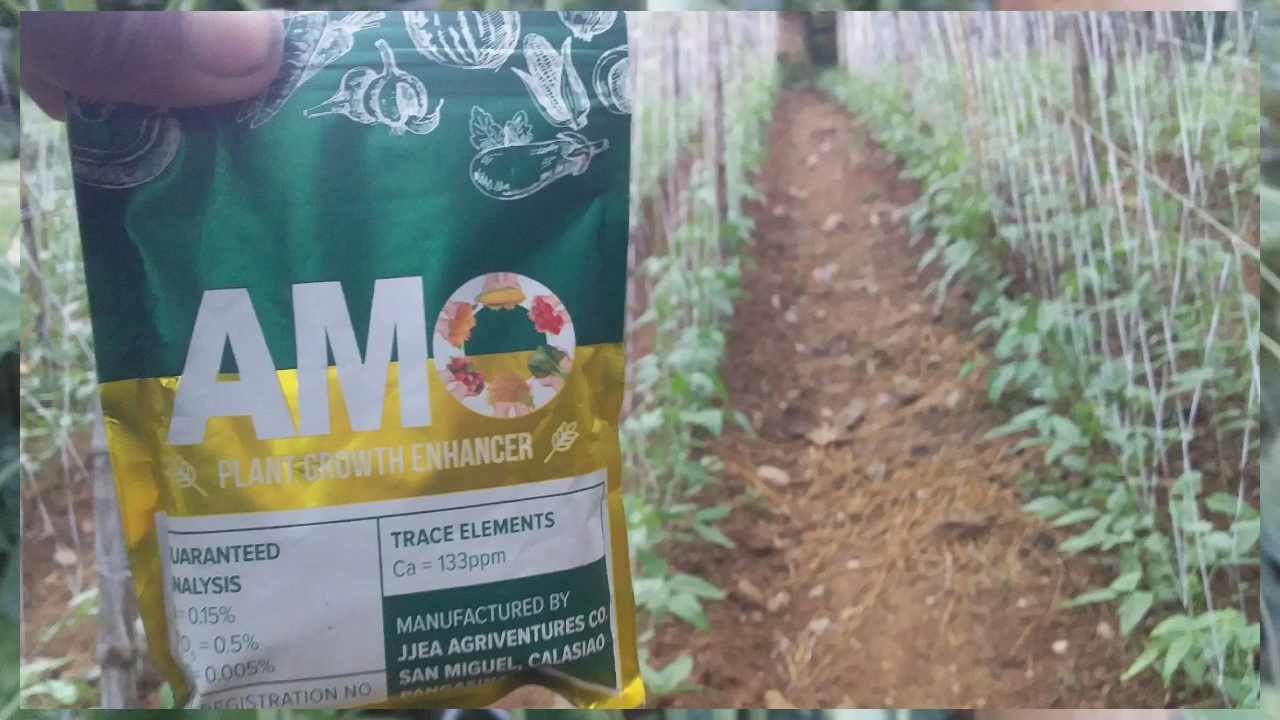 AMO
PLANT GROWTH ENHANCER
UARANTEED
NALYSIS
= 0.15%
= 0.5%
0.005%
REGISTRATION NO.
TRACE ELEMENTS
Ca = 133ppm
MANUFACTURED BY
JJEA AGRIVENTURES CO.
SAN MIGUEL, CALASIAO